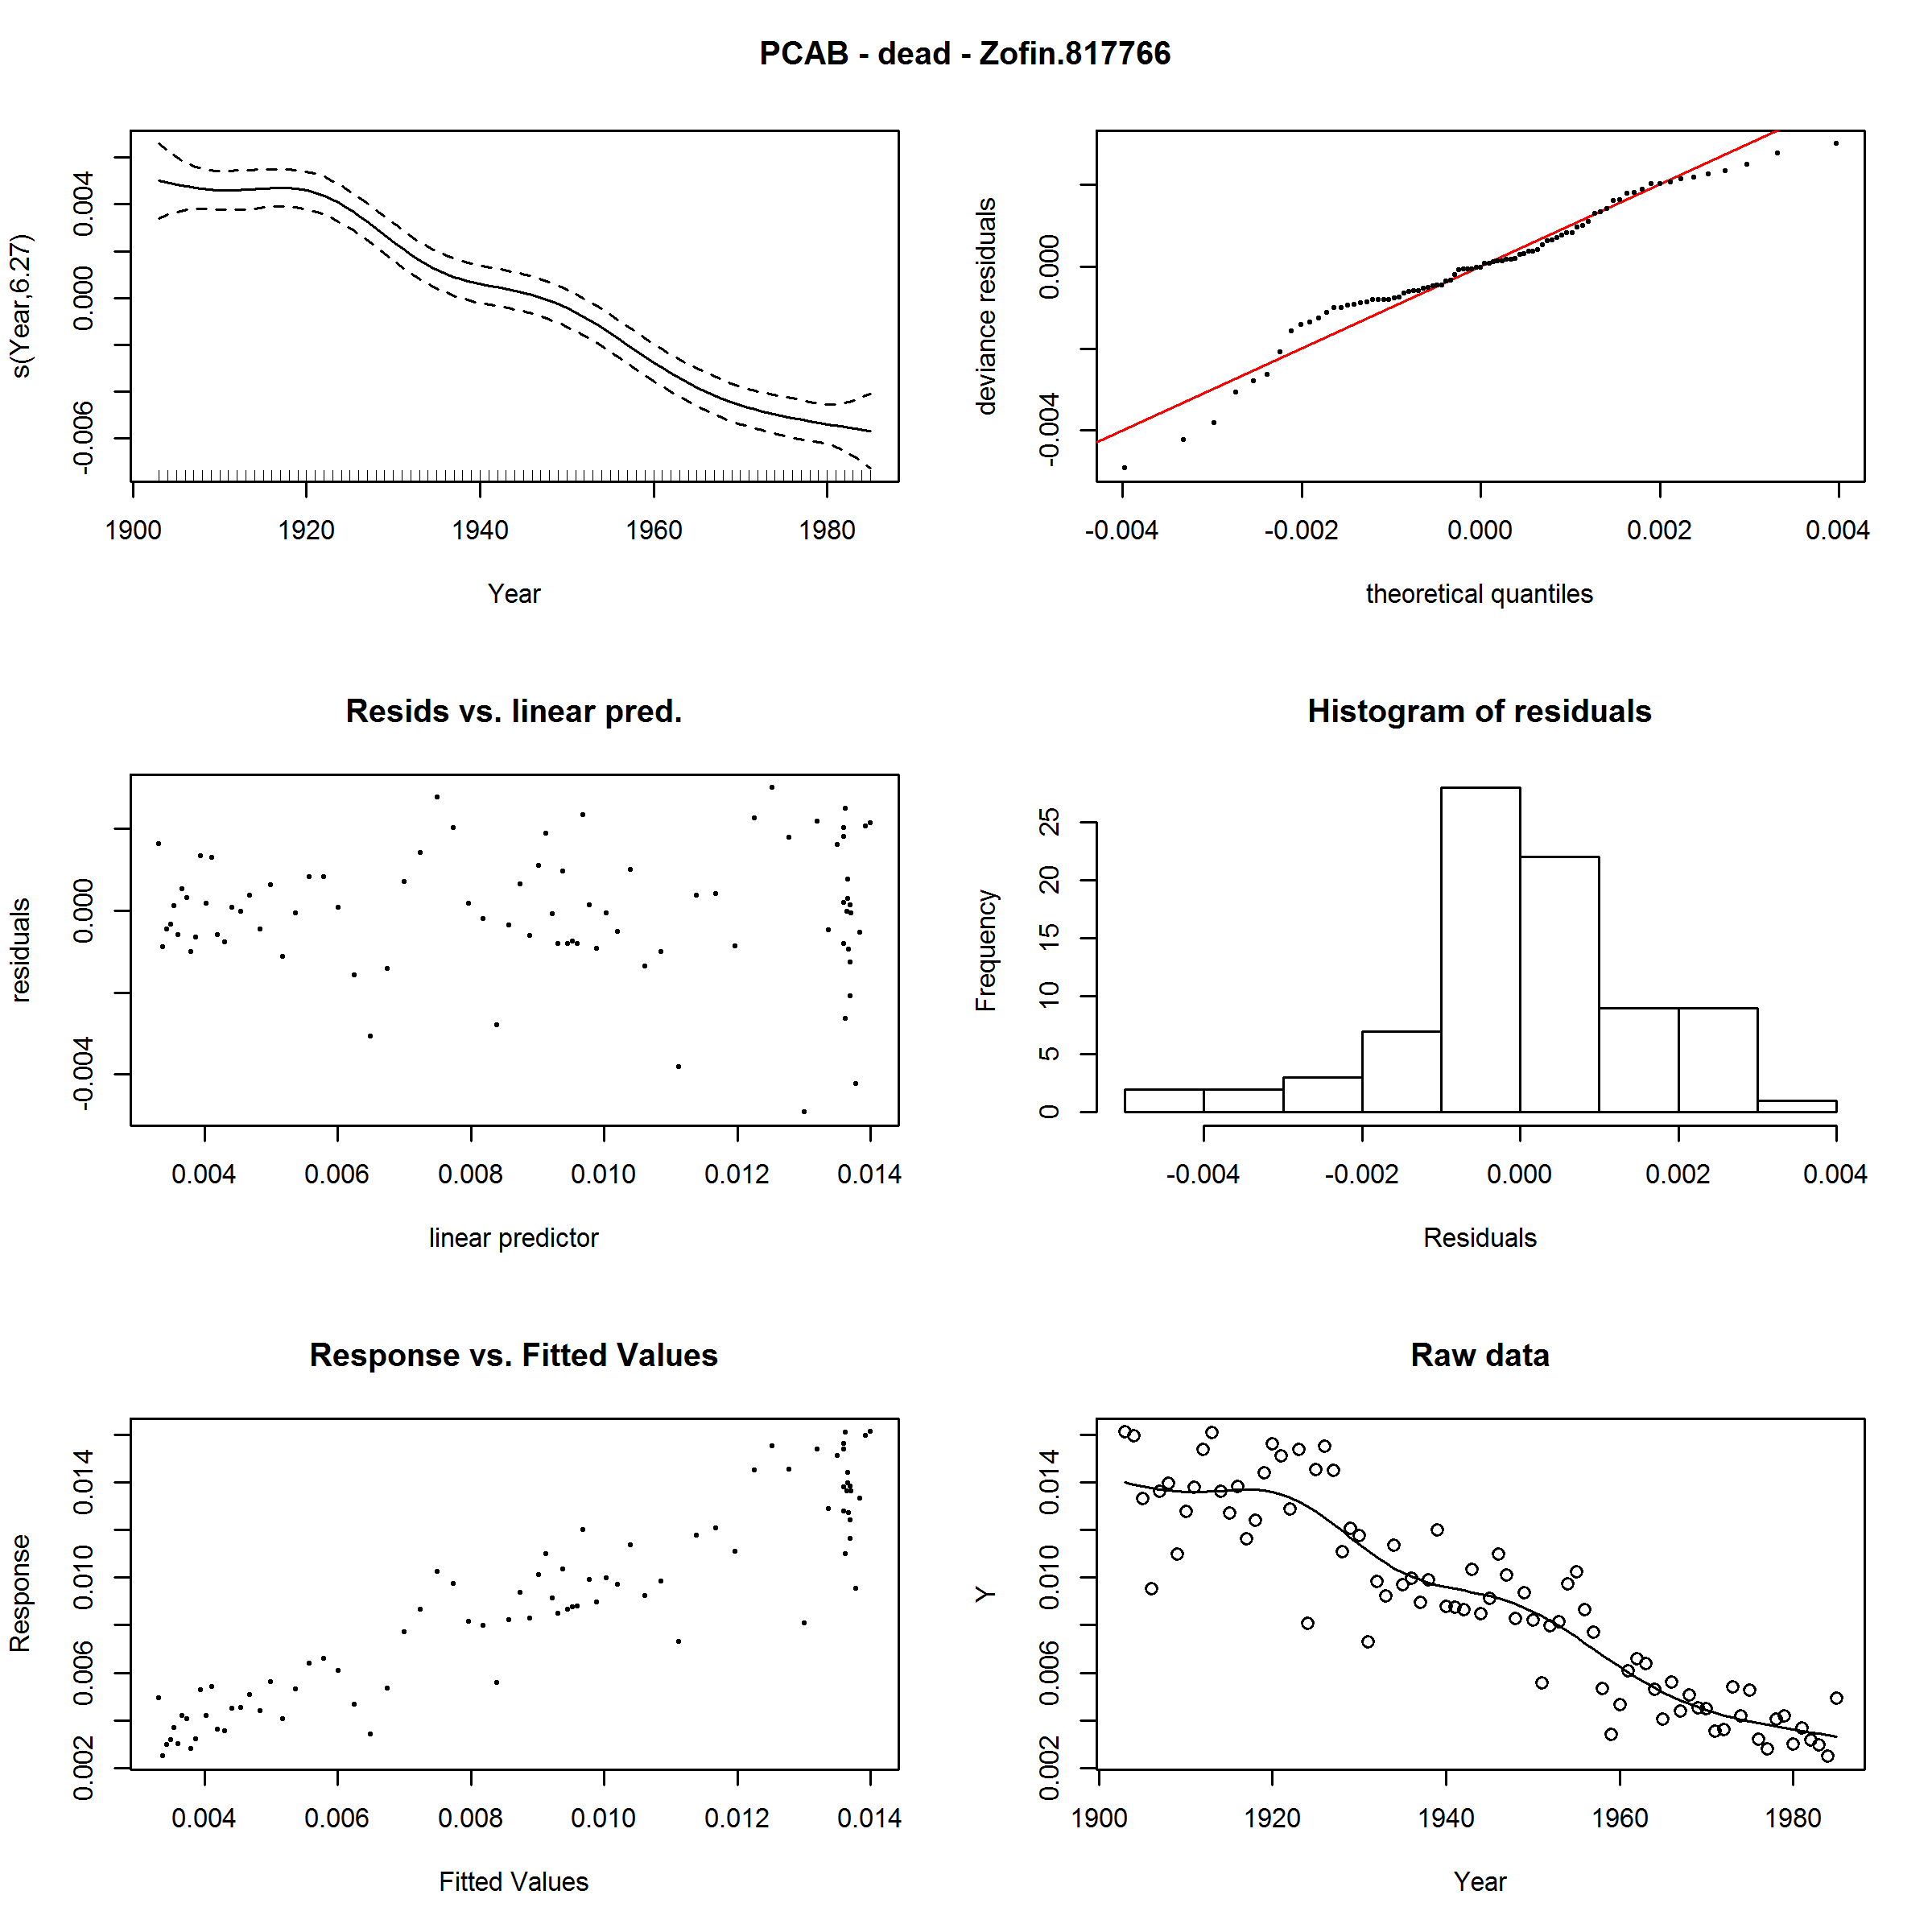 PCAB - dead - Zofin.817766
s(Year,6.27)
-0.006 0.000 0.004
1900 1920 1940 1960 1980
Year
deviance residuals
-0.004 0.000
-0.004 -0.002 0.000 0.002 0.004
theoretical quantiles
Resids vs. linear pred.
residuals
-0.004 0.000
0.004 0.006 0.008 0.010 0.012 0.014
linear predictor
Histogram of residuals
Frequency
0 5 10 15 20 25
-0.004 -0.002 0.000 0.002 0.004
Residuals
Response vs. Fitted Values
Response
0.002 0.006 0.010 0.014
0.004 0.006 0.008 0.010 0.012 0.014
Fitted Values
Raw data
Y
0.002 0.006 0.010 0.014
1900 1920 1940 1960 1980
Year